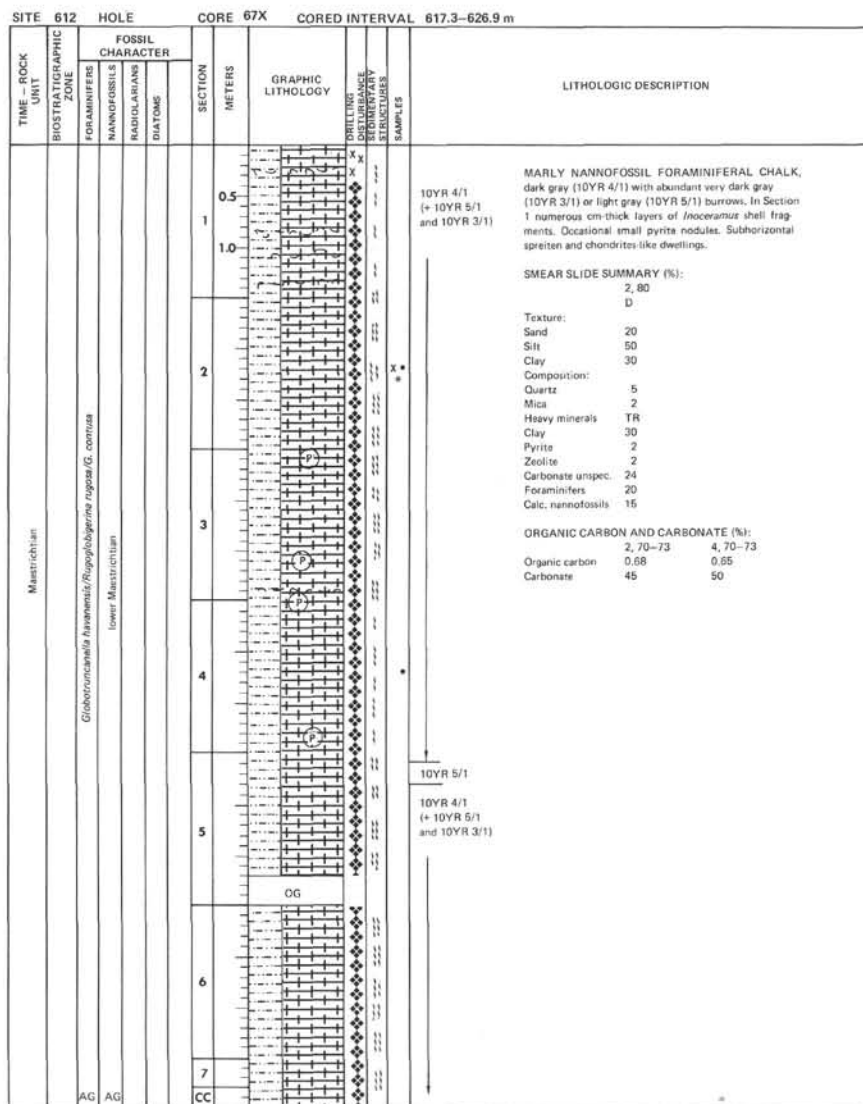 SITE 612 HOLE CORE 67X CORED INTERVAL 617.3–626.9 m
TIME – ROCK UNIT
BIOSTRATIGRAPHIC ZONE
FOSSIL CHARACTER
FORAMINIFERS
NANNOFOSSILS
RADIOLARIANS
DIATOMS
SECTION
METERS
GRAPHIC LITHOLOGY
DRILLING DISTURBANCE
SEDIMENTARY STRUCTURES
SAMPLES
LITHOLOGIC DESCRIPTION
Maestrichtian
Globotruncanella havanensis/Rugoglobigerina rugosa/G. contusa
lower Maestrichtian
AG AG
1
0.5
1.0
2
3
4
5
6
7
CC
P
P
P
P
OG
X X
X
X
10YR 4/1
(+ 10YR 5/1
and 10YR 3/1)
10YR 5/1
10YR 4/1
(+ 10YR 5/1
and 10YR 3/1)
MARLY NANNOFOSSIL FORAMINIFERAL CHALK,
dark gray (10YR 4/1) with abundant very dark gray
(10YR 3/1) or light gray (10YR 5/1) burrows. In Section
1 numerous cm-thick layers of Inoceramus shell frag-
ments. Occasional small pyrite nodules. Subhorizontal
spreiten and chondrites-like dwellings.
SMEAR SLIDE SUMMARY (%):
2, 80
D
Texture:
Sand 20
Silt 50
Clay 30
Composition:
Quartz 5
Mica 2
Heavy minerals TR
Clay 30
Pyrite 2
Zeolite 2
Carbonate unspec. 24
Foraminifers 20
Calc. nannofossils 15
ORGANIC CARBON AND CARBONATE (%):
2, 70–73 4, 70–73
Organic carbon 0.68 0.65
Carbonate 45 50